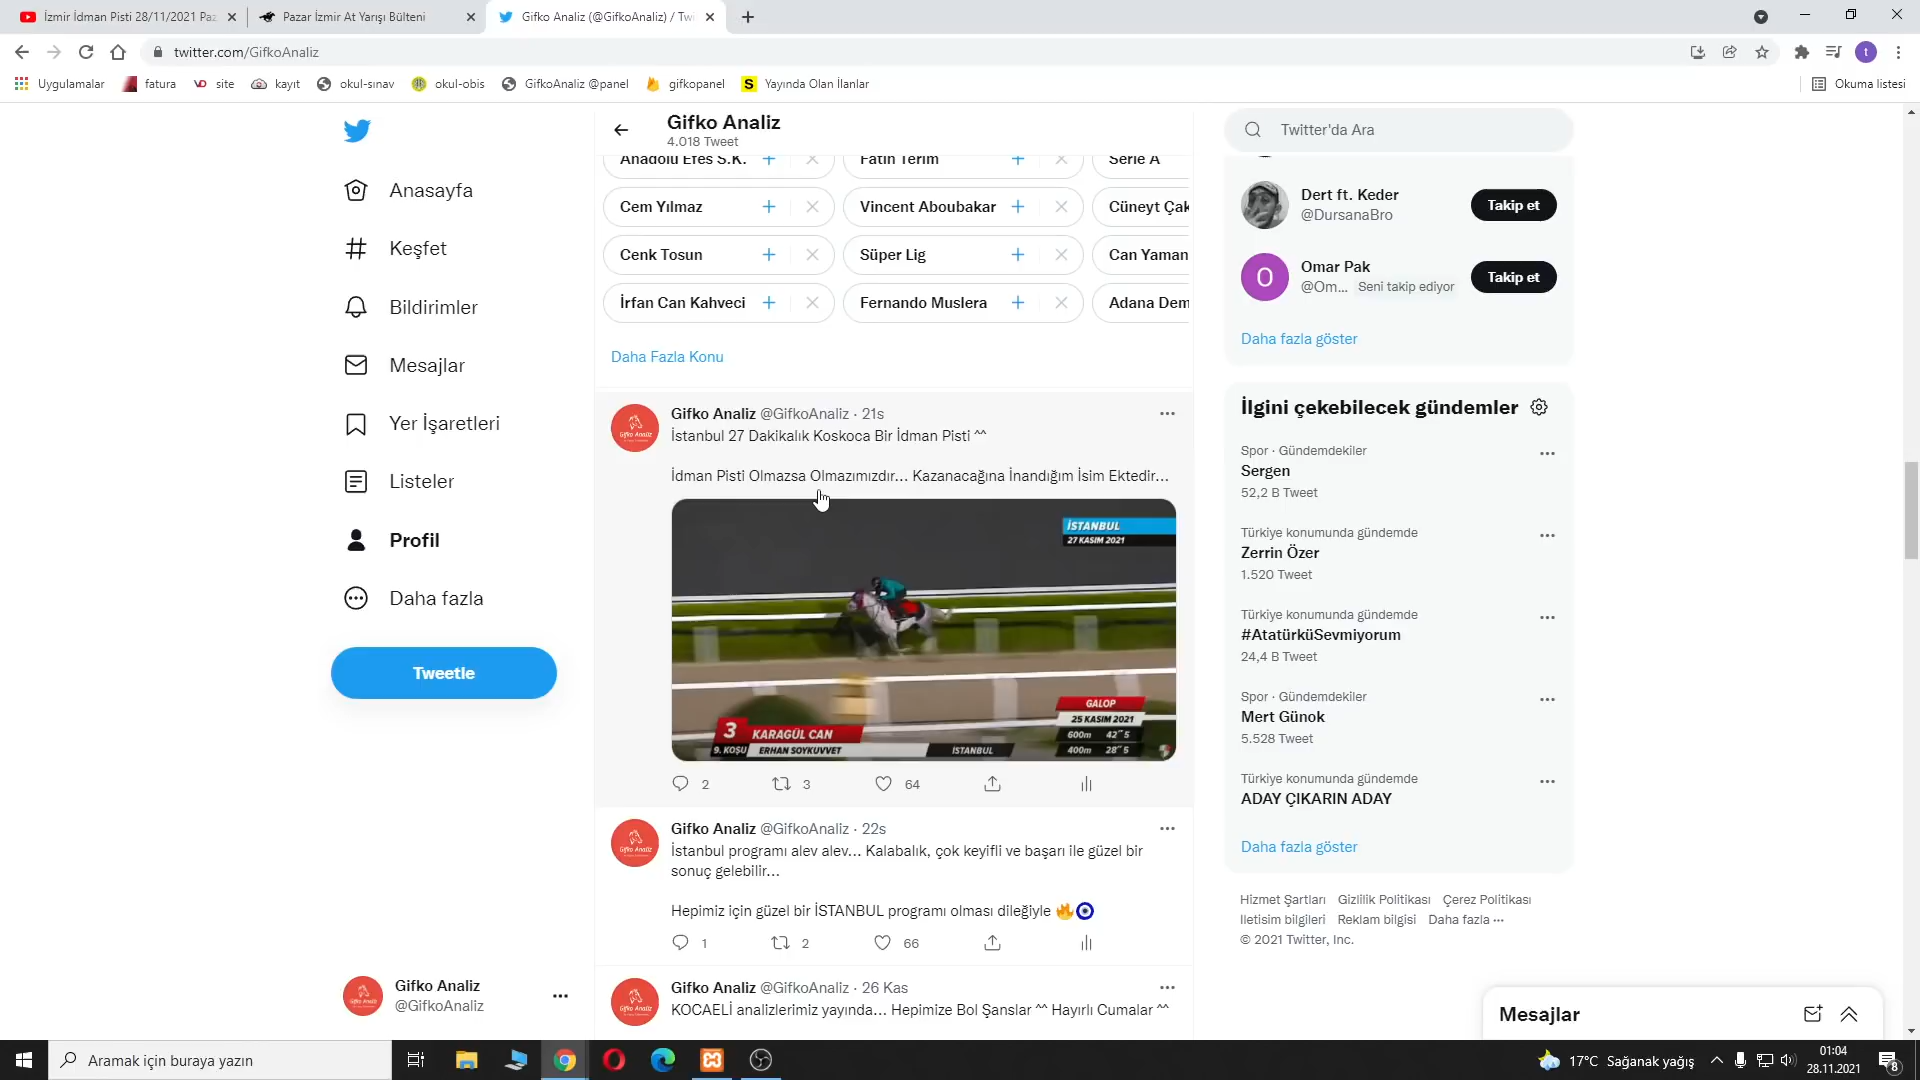 İzmir İdman Pisti 28/11/2021 Paz
Pazar İzmir At Yarışı Bülteni
Gifko Analiz (@GifkoAnaliz) / Twi
twitter.com/GifkoAnaliz
t
Uygulamalar
fatura
site
kayıt
okul-sınav
okul-obis
GifkoAnaliz @panel
gifkopanel
S
Yayında Olan İlanlar
Okuma listesi
Anasayfa
Keşfet
Bildirimler
Mesajlar
Yer İşaretleri
Listeler
Profil
Daha fazla
Tweetle
Gifko Analiz
@GifkoAnaliz
Gifko Analiz
4.018 Tweet
Anadolu Efes S.K.
Fatih Terim
Serie A
Cem Yılmaz
Vincent Aboubakar
Cüneyt Çak
Cenk Tosun
Süper Lig
Can Yaman
İrfan Can Kahveci
Fernando Muslera
Adana Dem
Daha Fazla Konu
Gifko Analiz @GifkoAnaliz · 21s
İstanbul 27 Dakikalık Koskoca Bir İdman Pisti ^^
İdman Pisti Olmazsa Olmazımızdır... Kazanacağına İnandığım İsim Ektedir...
İSTANBUL
27 KASIM 2021
GALOP
25 KASIM 2021
600m 42"5
400m 28"5
3 KARAGÜL CAN
9. KOŞU ERHAN SOYKUVVET İSTANBUL
2 3 64
Gifko Analiz @GifkoAnaliz · 22s
İstanbul programı alev alev... Kalabalık, çok keyifli ve başarı ile güzel bir
sonuç gelebilir...
Hepimiz için güzel bir İSTANBUL programı olması dileğiyle 🔥🧿
1 2 66
Gifko Analiz @GifkoAnaliz · 26 Kas
KOCAELİ analizlerimiz yayında... Hepimize Bol Şanslar ^^ Hayırlı Cumalar ^^
Twitter'da Ara
Dert ft. Keder
@DursanaBro
Takip et
O
Omar Pak
@Om... Seni takip ediyor
Takip et
Daha fazla göster
İlgini çekebilecek gündemler
Spor · Gündemdekiler
Sergen
52,2 B Tweet
Türkiye konumunda gündemde
Zerrin Özer
1.520 Tweet
Türkiye konumunda gündemde
#AtatürküSevmiyorum
24,4 B Tweet
Spor · Gündemdekiler
Mert Günok
5.528 Tweet
Türkiye konumunda gündemde
ADAY ÇIKARIN ADAY
Daha fazla göster
Hizmet Şartları Gizlilik Politikası Çerez Politikası
İletişim bilgileri Reklam bilgisi Daha fazla ···
© 2021 Twitter, Inc.
Mesajlar
Aramak için buraya yazın
17°C Sağanak yağış
01:04
28.11.2021
8